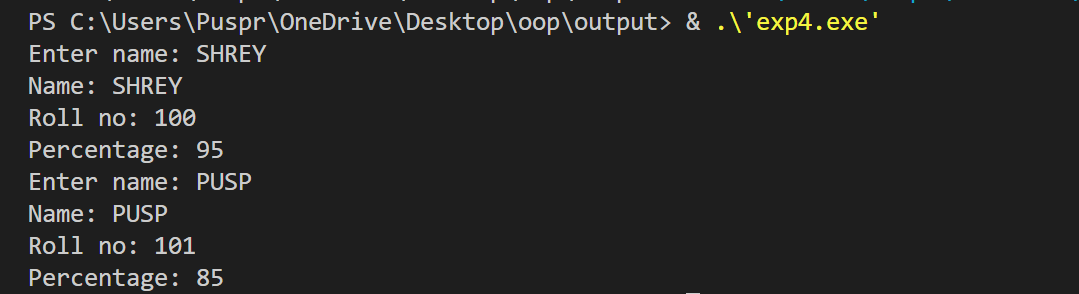 PS C:\Users\Puspr\OneDrive\Desktop\oop\output> & .\'exp4.exe'
Enter name: SHREY
Name: SHREY
Roll no: 100
Percentage: 95
Enter name: PUSP
Name: PUSP
Roll no: 101
Percentage: 85